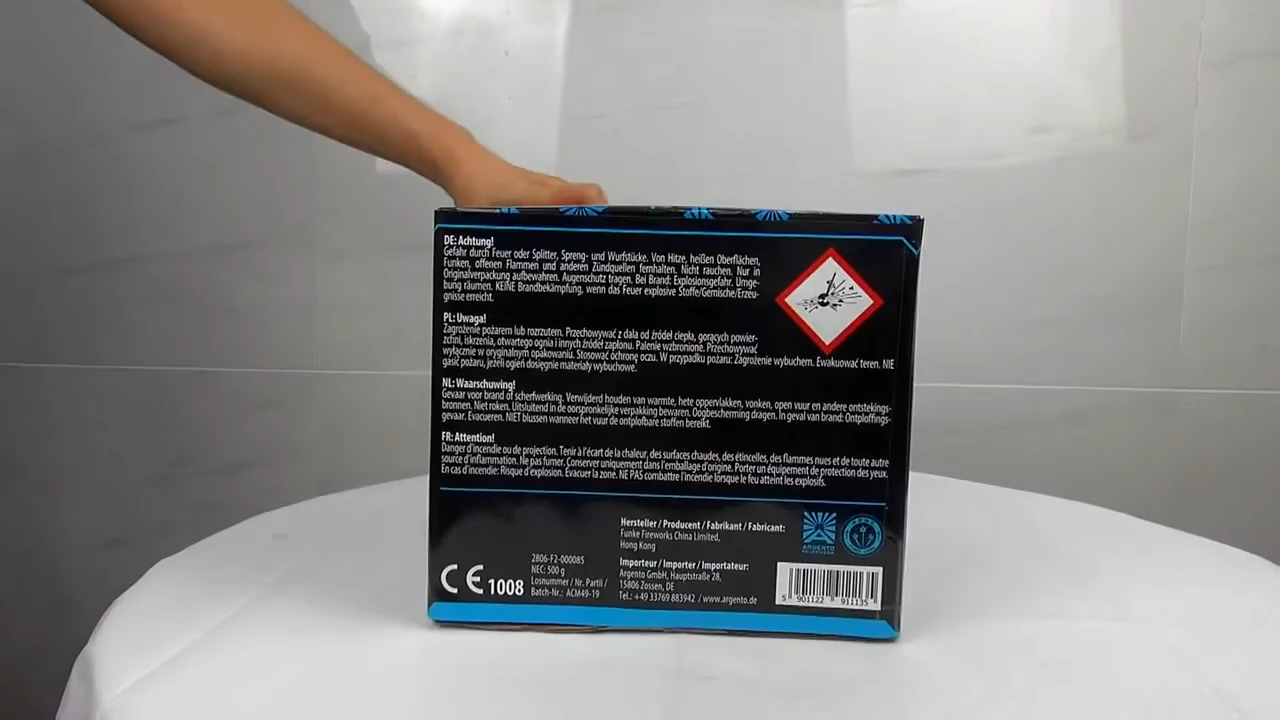 DE: Achtung!
Gefahr durch Feuer oder Splitter, Spreng- und Wurfstücke. Von Hitze, heißen Oberflächen,
Funken, offenen Flammen und anderen Zündquellen fernhalten. Nicht rauchen. Nur in
Originalverpackung aufbewahren. Augenschutz tragen. Bei Brand: Explosionsgefahr. Umge-
bung räumen. KEINE Brandbekämpfung, wenn das Feuer explosive Stoffe/Gemische/Erzeu-
gnisse erreicht.
PL: Uwaga!
Zagrożenie pożarem lub rozrzutem. Przechowywać z dala od źródeł ciepła, gorących powier-
zchni, iskrzenia, otwartego ognia i innych źródeł zapłonu. Palenie wzbronione. Przechowywać
wyłącznie w oryginalnym opakowaniu. Stosować ochronę oczu. W przypadku pożaru: Zagrożenie wybuchem. Ewakuować teren. NIE
gasić pożaru, jeżeli ogień dosięgnie materiały wybuchowe.
NL: Waarschuwing!
Gevaar voor brand of scherfwerking. Verwijderd houden van warmte, hete oppervlakken, vonken, open vuur en andere ontstekings-
bronnen. Niet roken. Uitsluitend in de oorspronkelijke verpakking bewaren. Oogbescherming dragen. In geval van brand: Ontploffings-
gevaar. Evacueren. NIET blussen wanneer het vuur de ontplofbare stoffen bereikt.
FR: Attention!
Danger d'incendie ou de projection. Tenir à l'écart de la chaleur, des surfaces chaudes, des étincelles, des flammes nues et de toute autre
source d'inflammation. Ne pas fumer. Conserver uniquement dans l'emballage d'origine. Porter un équipement de protection des yeux.
En cas d'incendie: Risque d'explosion. Évacuer la zone. NE PAS combattre l'incendie lorsque le feu atteint les explosifs.
CE 1008
2806-F2-000085
NEC: 500 g
Losnummer / Nr. Partii /
Batch-Nr.: ACM49-19
Hersteller / Producent / Fabrikant / Fabricant:
Funke Fireworks China Limited,
Hong Kong
Importeur / Importer / Importateur:
Argento GmbH, Hauptstraße 28,
15806 Zossen, DE
Tel.: +49 33769 883942 / www.argento.de
ARGENTO
FEUERWERK
5 901122 911135